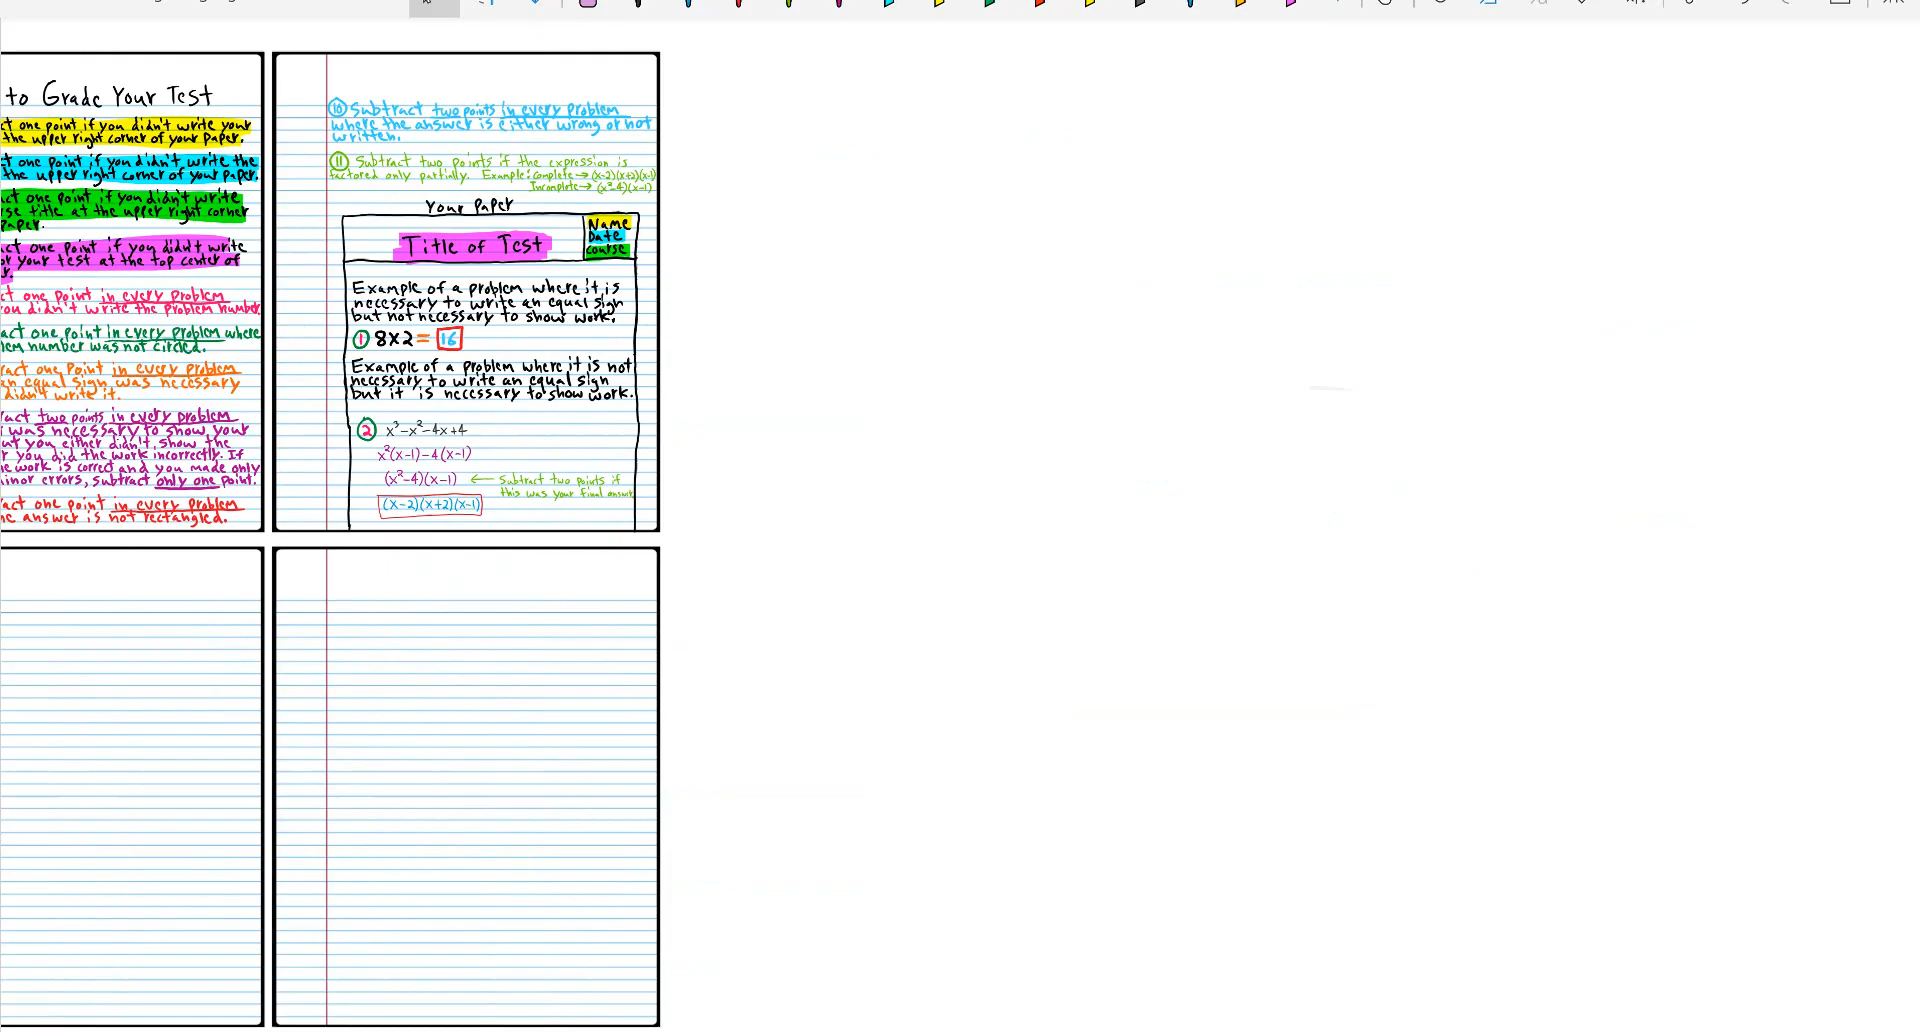 to Grade Your Test
ct one point if you didn't write your
the upper right corner of your paper.
ct one point if you didn't write the
the upper right corner of your paper.
act one point if you didn't write
se title at the upper right corner
paper.
act one point if you didn't write
or your test at the top center of
r.
ct one point in every problem
ou didn't write the problem number.
act one point in every problem where
lem number was not circled.
ract one point in every problem
an equal sign was necessary
didn't write it.
ract two points in every problem
i was necessary to show your
ut you either didn't show the
r you did the work incorrectly. If
he work is correct and you made only
inor errors, subtract only one point.
act one point in every problem
he answer is not rectangled.
⑩ Subtract two points in every problem
where the answer is either wrong or not
written.
⑪ Subtract two points if the expression is
factored only partially. Example: Complete → (x-2)(x+2)(x-1)
Incomplete → (x²-4)(x-1)
Your Paper
Title of Test
Name
Date
Course
Example of a problem where it is
necessary to write an equal sign
but not necessary to show work.
① 8x2 = 16
Example of a problem where it is not
necessary to write an equal sign
but it is necessary to show work.
② x³-x²-4x+4
x²(x-1)-4(x-1)
(x²-4)(x-1) ← Subtract two points if
this was your final answer
(x-2)(x+2)(x-1)